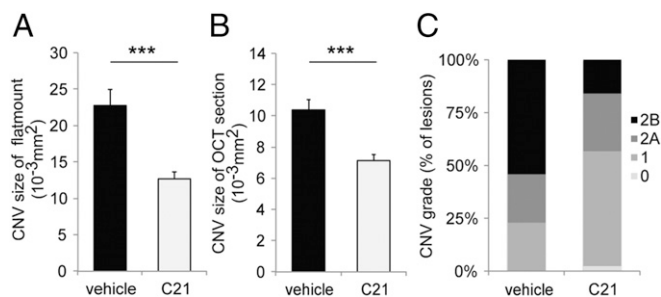 A
CNV size of flatmount
(10-3mm2)
30
25
20
15
10
5
0
***
vehicle
C21
B
CNV size of OCT section
(10-3mm2)
14
12
10
8
6
4
2
0
***
vehicle
C21
C
CNV grade (% of lesions)
100%
75%
50%
25%
0%
vehicle
C21
2B
2A
1
0